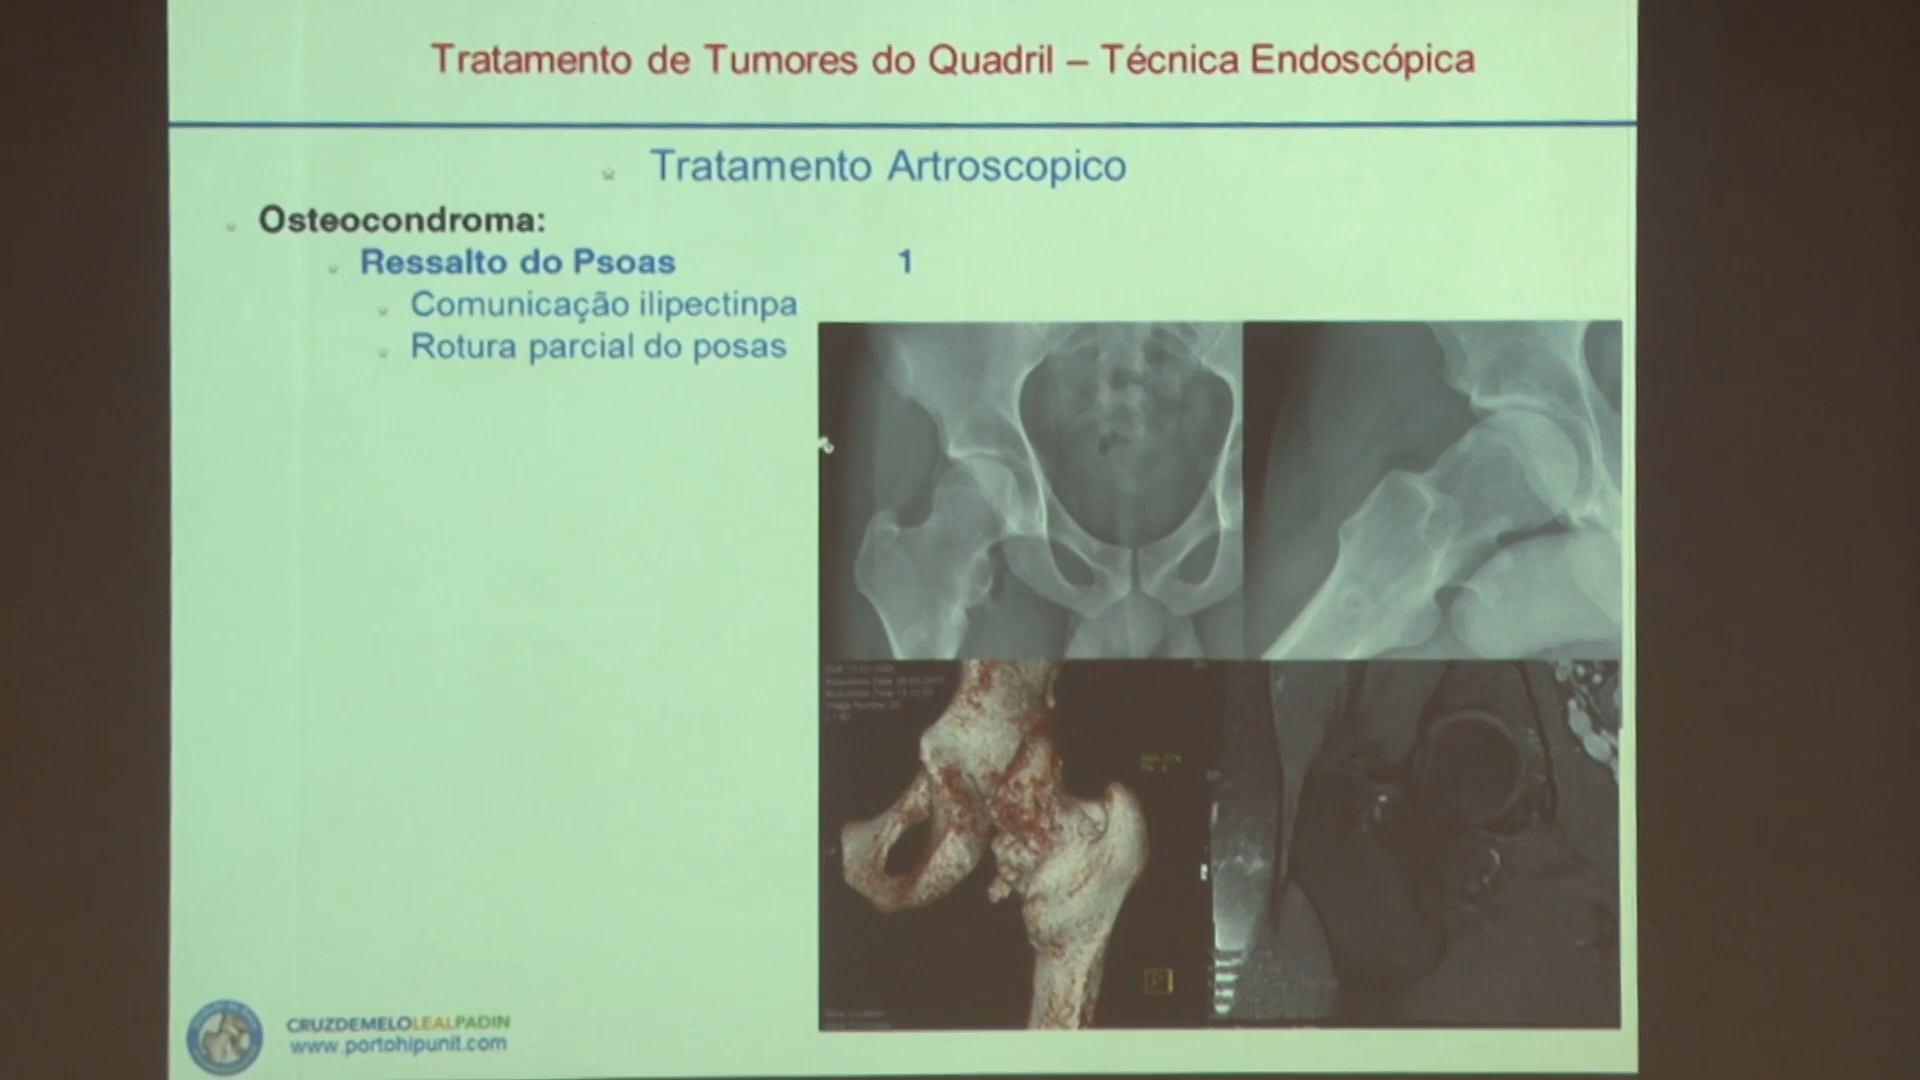 Tratamento de Tumores do Quadril – Técnica Endoscópica
Tratamento Artroscopico
Osteocondroma:
Ressalto do Psoas 1
Comunicação ilipectinpa
Rotura parcial do posas
CRUZDEMELOLEALPADIN
www.portohipunit.com